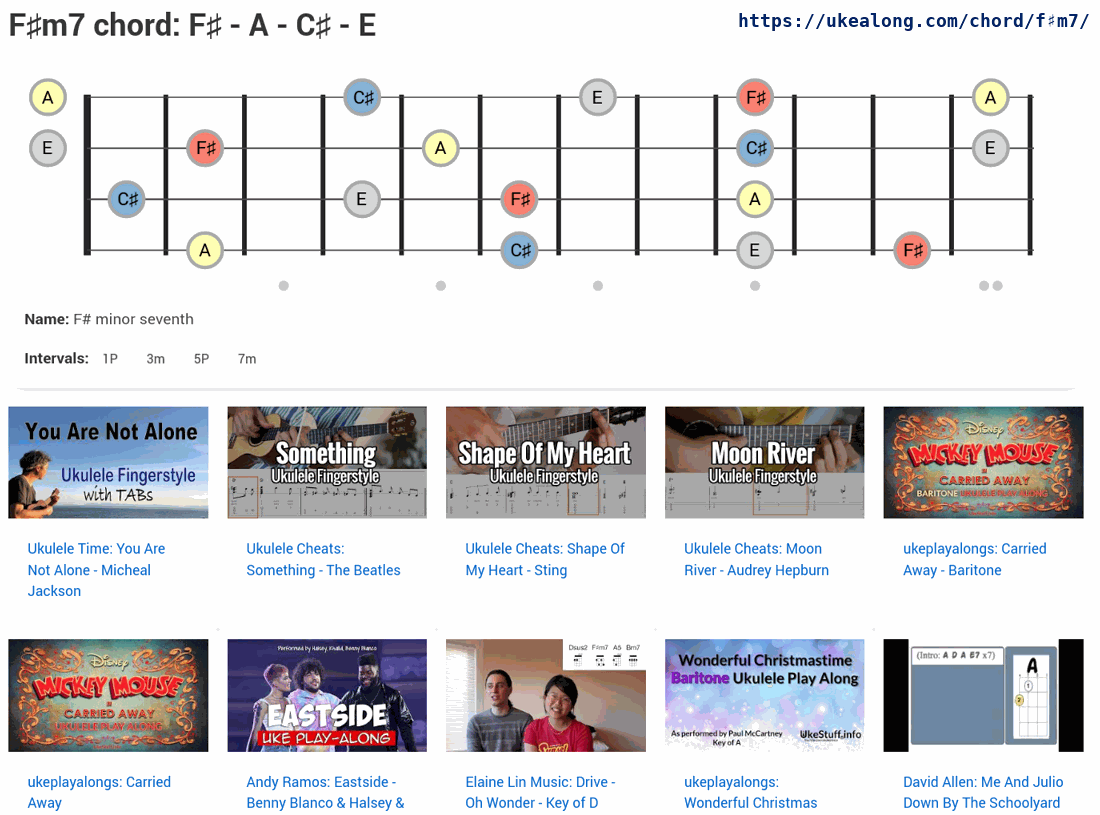 F♯m7 chord: F♯ - A - C♯ - E
https://ukealong.com/chord/f♯m7/
A C♯ E F♯ A
E F♯ A C♯ E
C♯ E F♯ A
A C♯ E F♯
Name: F# minor seventh
Intervals: 1P 3m 5P 7m
You Are Not Alone
Ukulele Fingerstyle
with TABs
Something
Ukulele Fingerstyle
Shape Of My Heart
Ukulele Fingerstyle
Moon River
Ukulele Fingerstyle
Disney
MICKEY MOUSE
in
CARRIED AWAY
BARITONE UKULELE PLAY ALONG
Ukulele Time: You Are
Not Alone - Micheal
Jackson
Ukulele Cheats:
Something - The Beatles
Ukulele Cheats: Shape Of
My Heart - Sting
Ukulele Cheats: Moon
River - Audrey Hepburn
ukeplayalongs: Carried
Away - Baritone
Disney
MICKEY MOUSE
in
CARRIED AWAY
UKULELE PLAY ALONG
Performed by Halsey, Khalid, Benny Blanco
EASTSIDE
UKE PLAY-ALONG
Dsus2 F#m7 A5 Bm7
Wonderful Christmastime
Baritone Ukulele Play Along
As performed by Paul McCartney
Key of A
UkeStuff.info
(Intro: A D A E7 x7)
A
1
2
ukeplayalongs: Carried
Away
Andy Ramos: Eastside -
Benny Blanco & Halsey &
Elaine Lin Music: Drive -
Oh Wonder - Key of D
ukeplayalongs:
Wonderful Christmas
David Allen: Me And Julio
Down By The Schoolyard